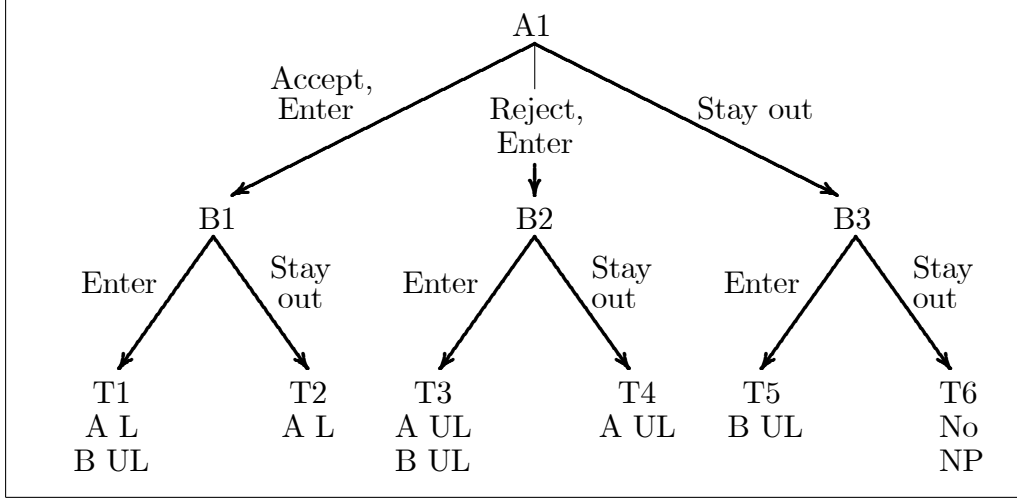 A1
Accept,
Enter
Reject,
Enter
Stay out
B1
B2
B3
Enter
Stay
out
Enter
Stay
out
Enter
Stay
out
T1
A L
B UL
T2
A L
T3
A UL
B UL
T4
A UL
T5
B UL
T6
No
NP